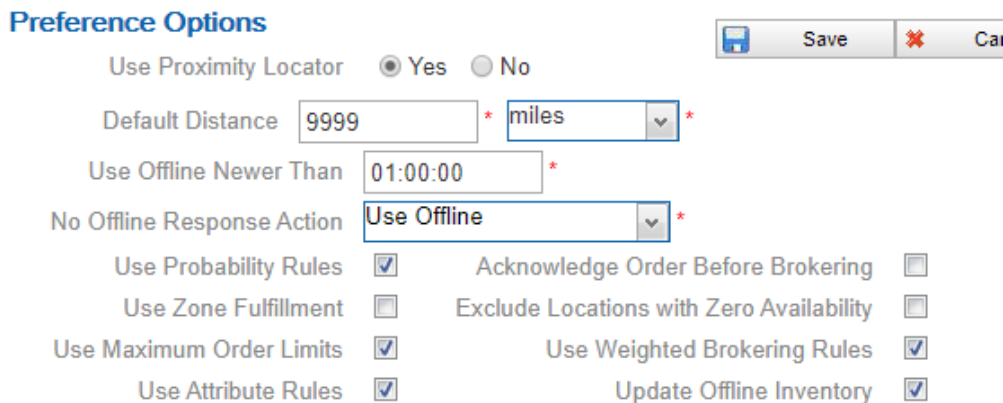 Preference Options
Save Can
Use Proximity Locator Yes No
Default Distance 9999 * miles *
Use Offline Newer Than 01:00:00 *
No Offline Response Action Use Offline *
Use Probability Rules Acknowledge Order Before Brokering
Use Zone Fulfillment Exclude Locations with Zero Availability
Use Maximum Order Limits Use Weighted Brokering Rules
Use Attribute Rules Update Offline Inventory